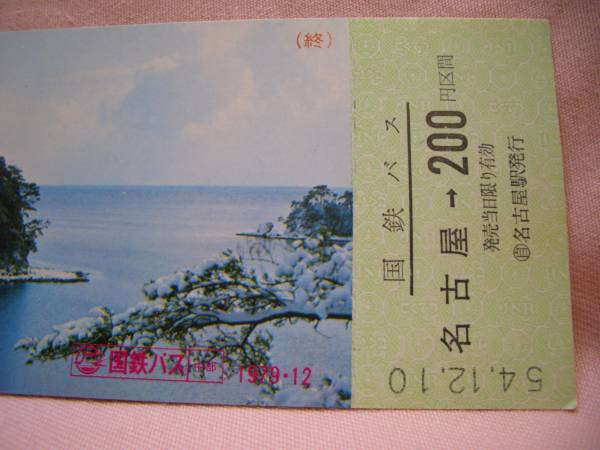 (終)
国鉄バス
名古屋→200円区間
発売当日限り有効
自名古屋駅発行
54.12.10
国鉄バス 中部
1979・12